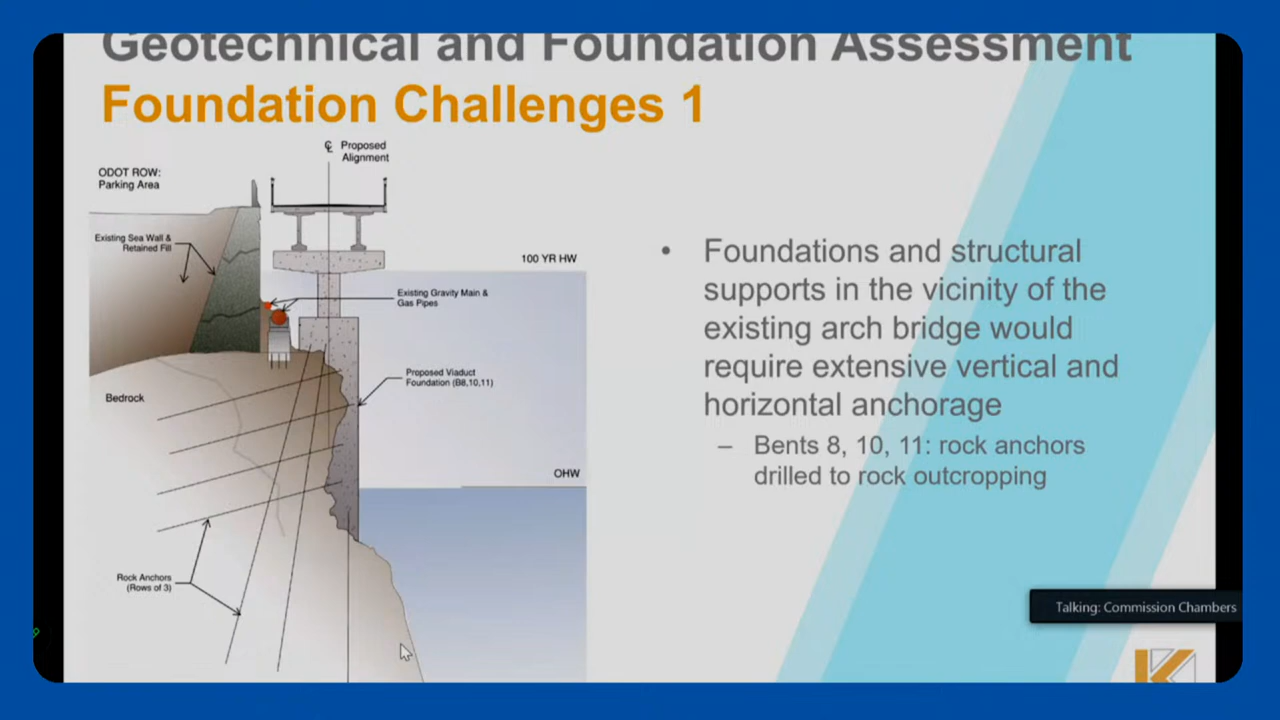 Geotechnical and Foundation Assessment
Foundation Challenges 1
℄ Proposed
Alignment
ODOT ROW:
Parking Area
Existing Sea Wall &
Retained Fill
100 YR HW
Existing Gravity Main &
Gas Pipes
Proposed Viaduct
Foundation (B8,10,11)
Bedrock
OHW
Rock Anchors
(Rows of 3)
• Foundations and structural
supports in the vicinity of the
existing arch bridge would
require extensive vertical and
horizontal anchorage
– Bents 8, 10, 11: rock anchors
drilled to rock outcropping
Talking: Commission Chambers